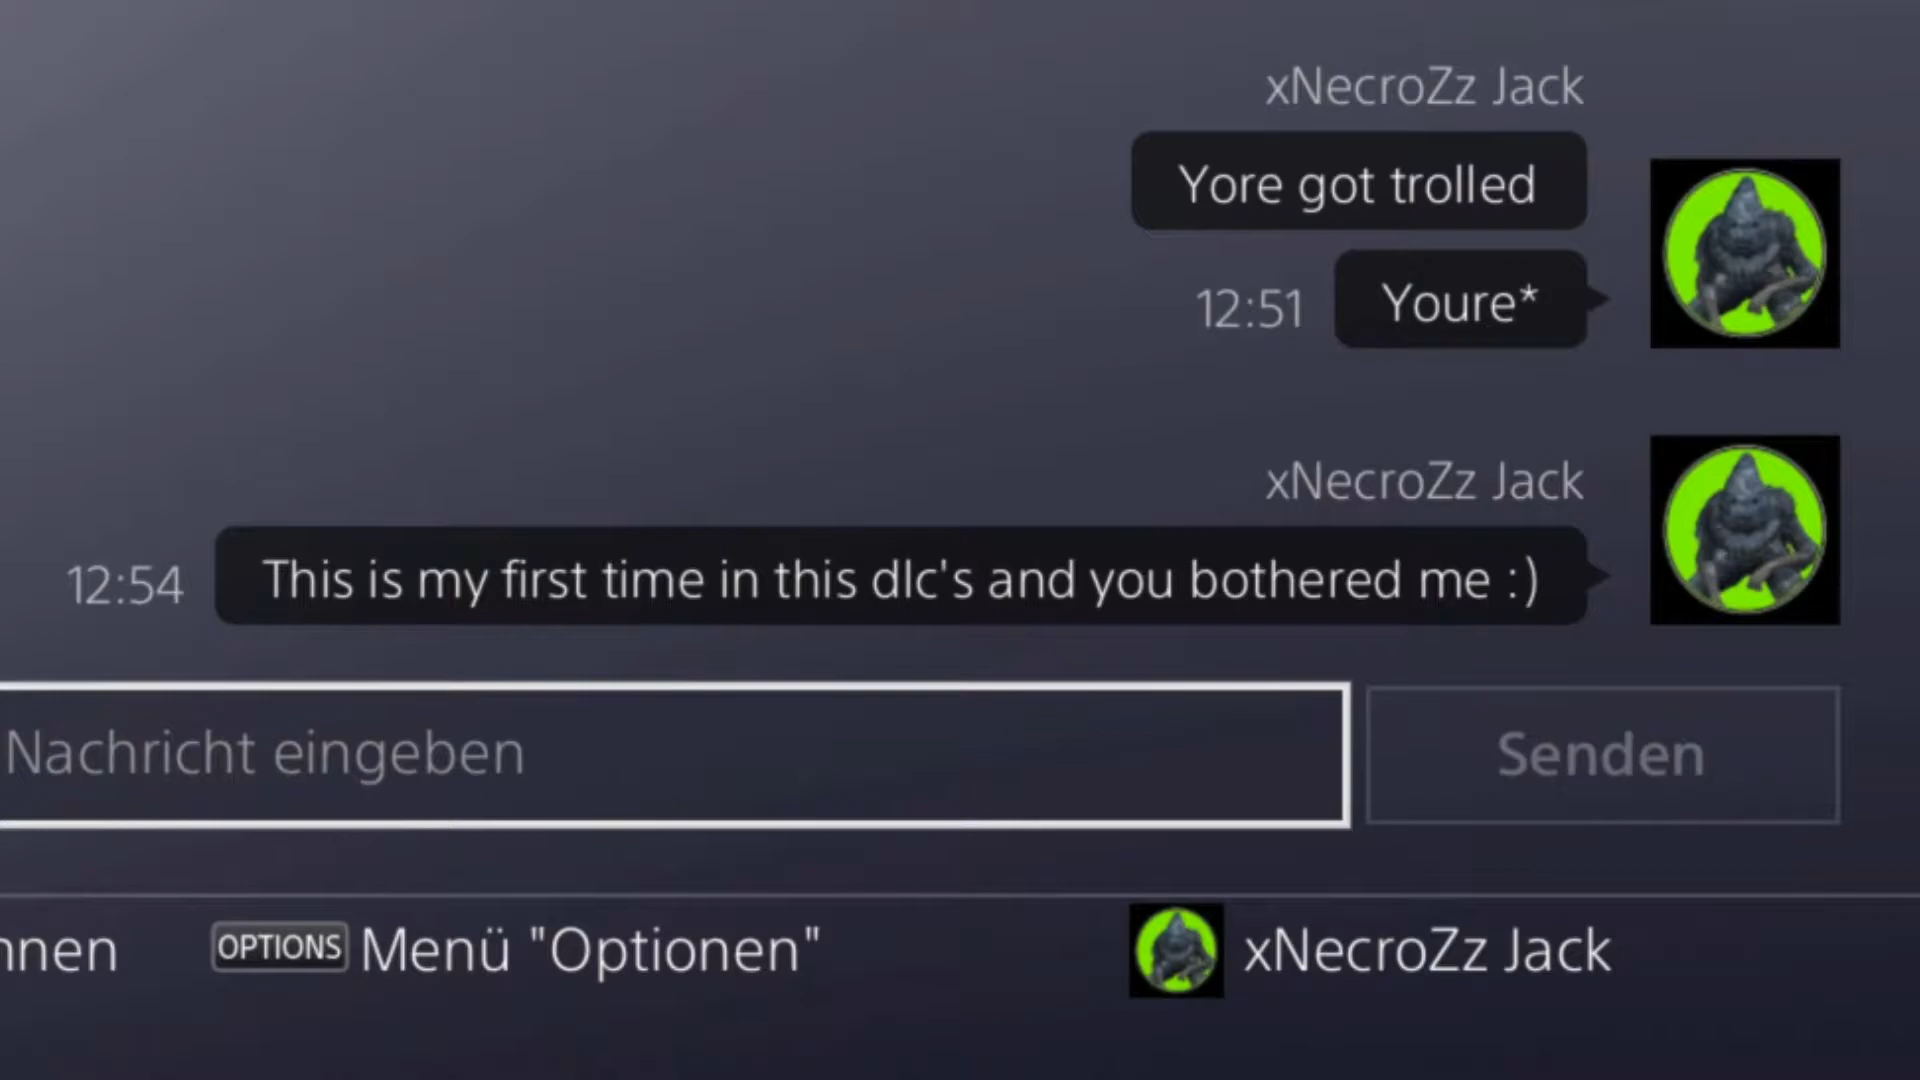 xNecroZz Jack
Yore got trolled
12:51 Youre*
xNecroZz Jack
12:54 This is my first time in this dlc's and you bothered me :)
Nachricht eingeben Senden
nnen OPTIONS Menü "Optionen" xNecroZz Jack